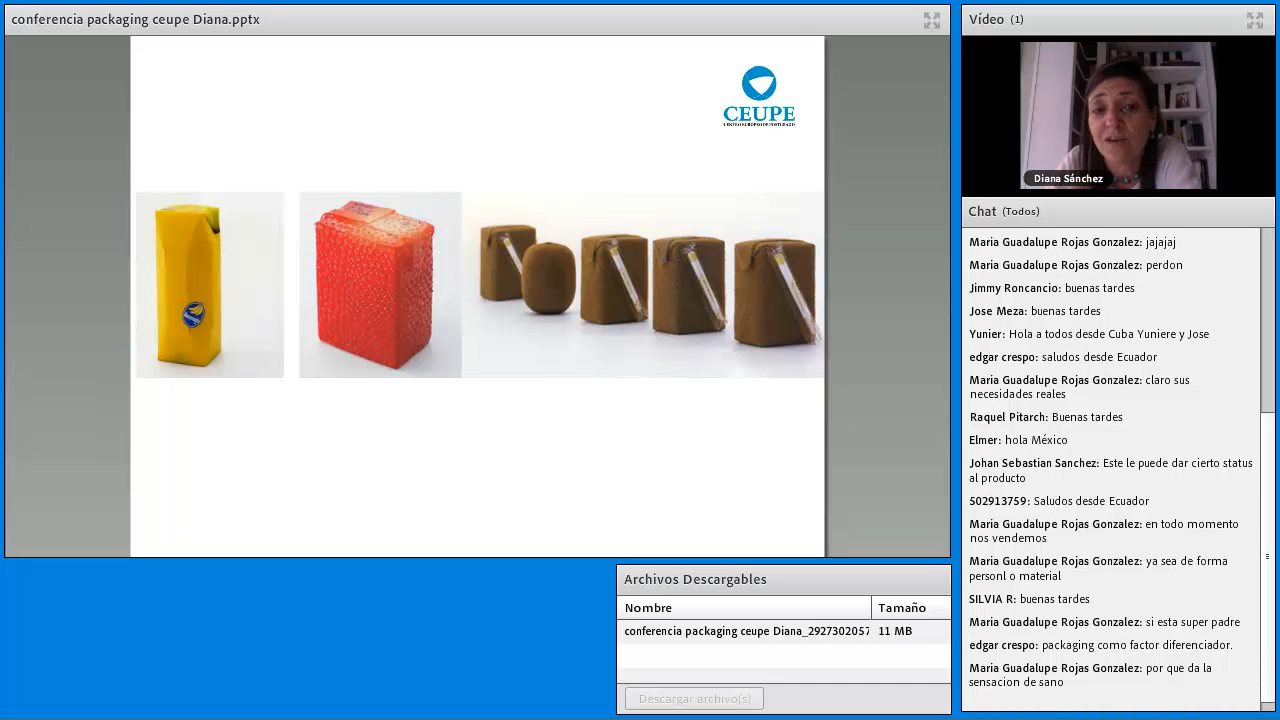 conferencia packaging ceupe Diana.pptx
CEUPE
CENTRO EUROPEO DE POSTGRADO
Vídeo (1)
Diana Sánchez
Chat (Todos)
Maria Guadalupe Rojas Gonzalez: jajajaj
Maria Guadalupe Rojas Gonzalez: perdon
Jimmy Roncancio: buenas tardes
Jose Meza: buenas tardes
Yunier: Hola a todos desde Cuba Yuniere y Jose
edgar crespo: saludos desde Ecuador
Maria Guadalupe Rojas Gonzalez: claro sus
necesidades reales
Raquel Pitarch: Buenas tardes
Elmer: hola México
Johan Sebastian Sanchez: Este le puede dar cierto status
al producto
502913759: Saludos desde Ecuador
Maria Guadalupe Rojas Gonzalez: en todo momento
nos vendemos
Maria Guadalupe Rojas Gonzalez: ya sea de forma
personl o material
SILVIA R: buenas tardes
Maria Guadalupe Rojas Gonzalez: si esta super padre
edgar crespo: packaging como factor diferenciador.
Maria Guadalupe Rojas Gonzalez: por que da la
sensacion de sano
Archivos Descargables
Nombre Tamaño
conferencia packaging ceupe Diana_2927302057 11 MB
Descargar archivo(s)